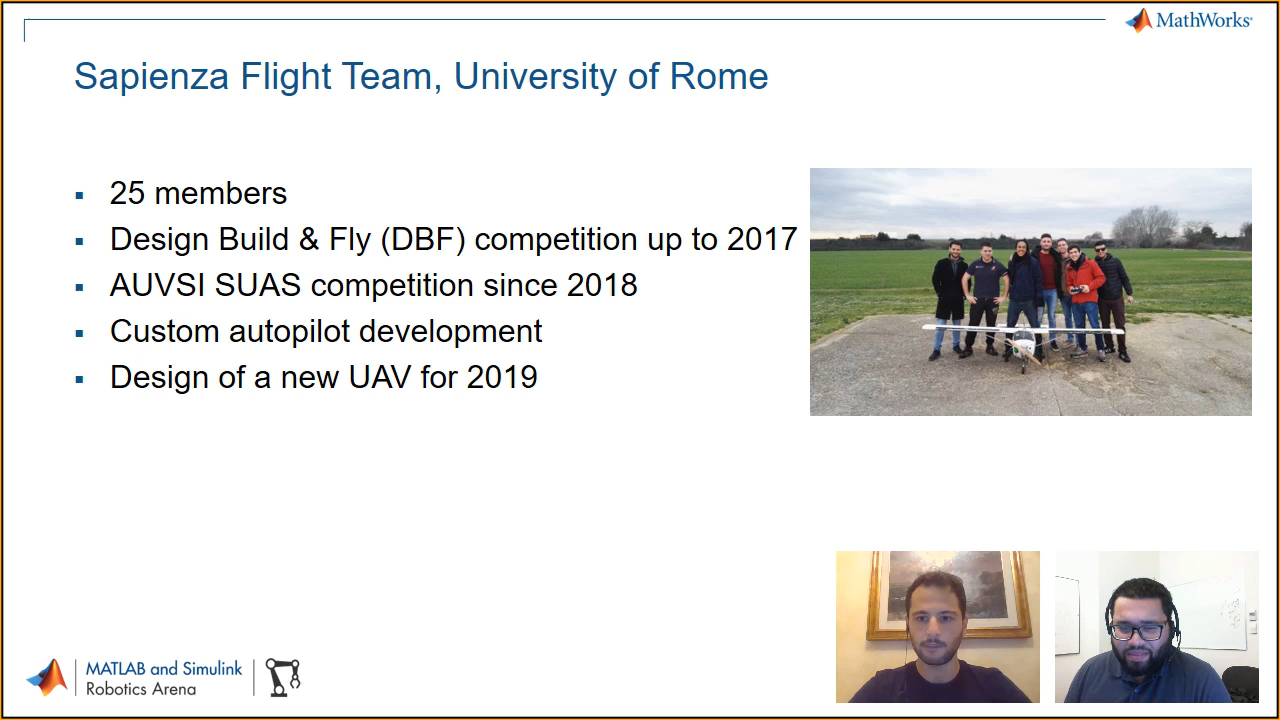 MathWorks®
Sapienza Flight Team, University of Rome
▪ 25 members
▪ Design Build & Fly (DBF) competition up to 2017
▪ AUVSI SUAS competition since 2018
▪ Custom autopilot development
▪ Design of a new UAV for 2019
MATLAB and Simulink
Robotics Arena